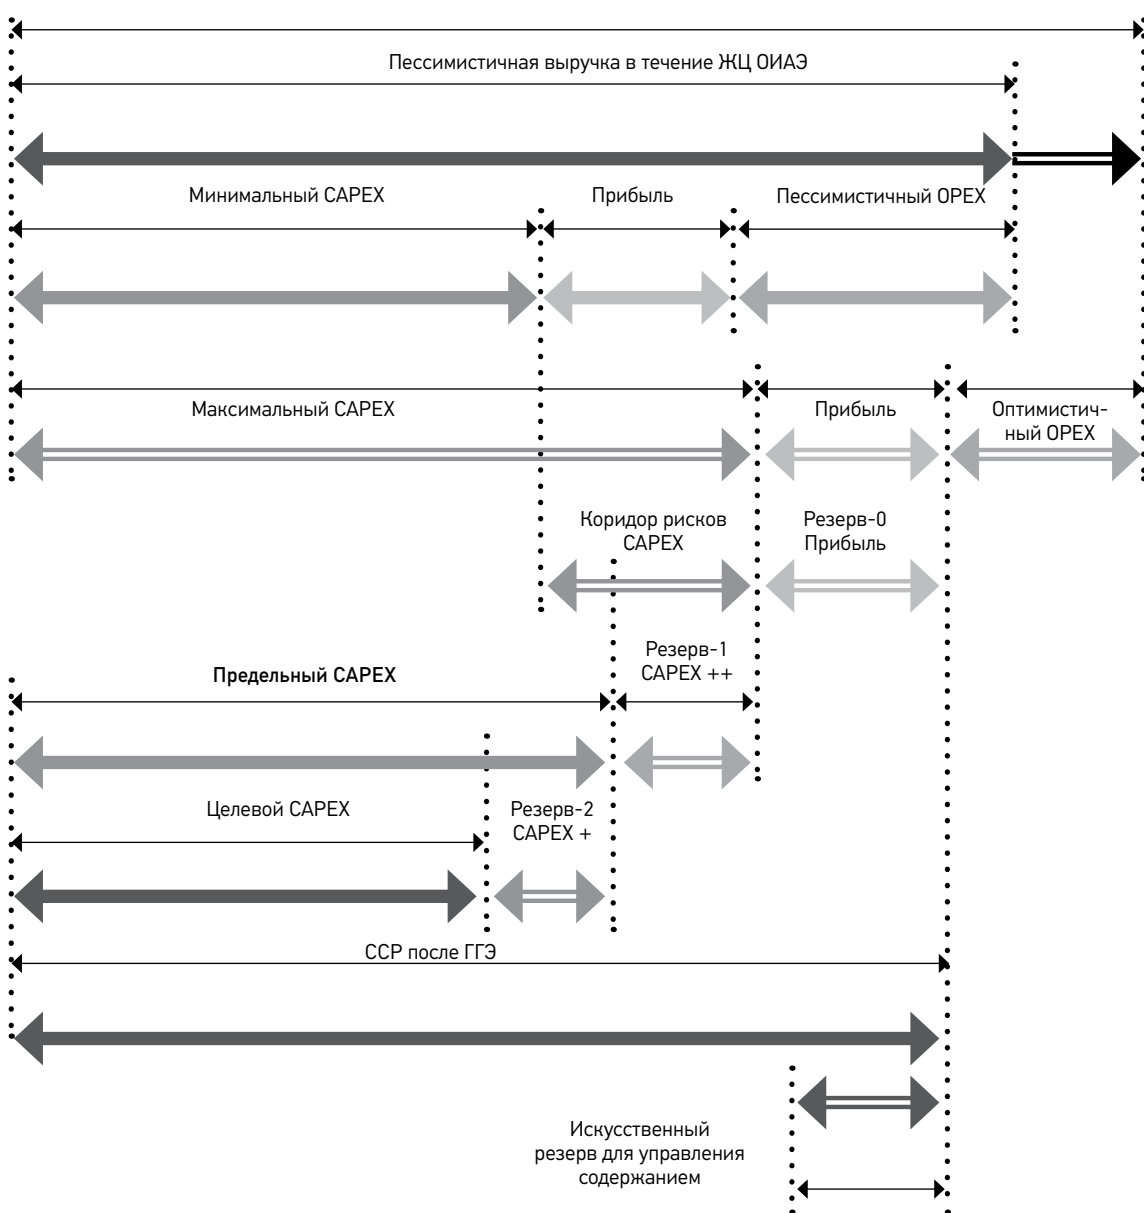 Пессимистичная выручка в течение ЖЦ ОИАЭ
Минимальный CAPEX
Прибыль
Пессимистичный OPEX
Максимальный CAPEX
Прибыль
Оптимистич-
ный OPEX
Коридор рисков
CAPEX
Резерв-0
Прибыль
Предельный CAPEX
Резерв-1
CAPEX ++
Целевой CAPEX
Резерв-2
CAPEX +
ССР после ГГЭ
Искусственный
резерв для управления
содержанием